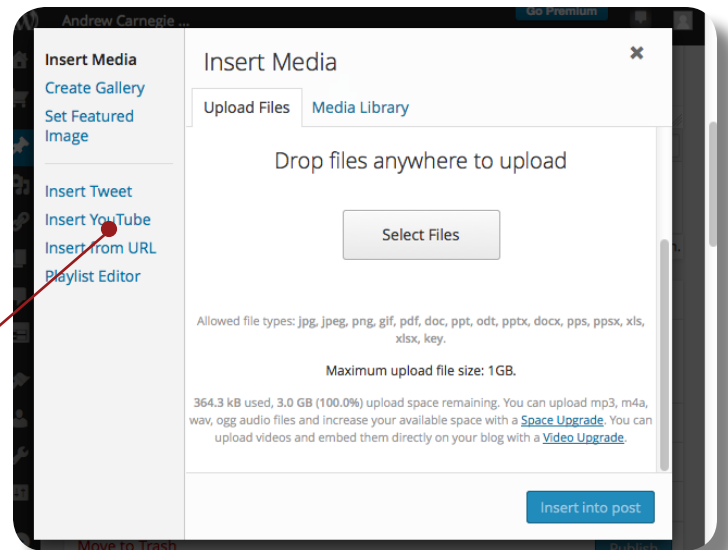 Andrew Carnegie ...
Go Premium
Insert Media
Create Gallery
Set Featured
Image
Insert Tweet
Insert YouTube
Insert from URL
Playlist Editor
Insert Media
Upload Files
Media Library
Drop files anywhere to upload
Select Files
Allowed file types: jpg, jpeg, png, gif, pdf, doc, ppt, odt, pptx, docx, pps, ppsx, xls,
xlsx, key.
Maximum upload file size: 1GB.
364.3 kB used, 3.0 GB (100.0%) upload space remaining. You can upload mp3, m4a,
wav, ogg audio files and increase your available space with a Space Upgrade. You can
upload videos and embed them directly on your blog with a Video Upgrade.
Insert into post
Move to Trash
Publish